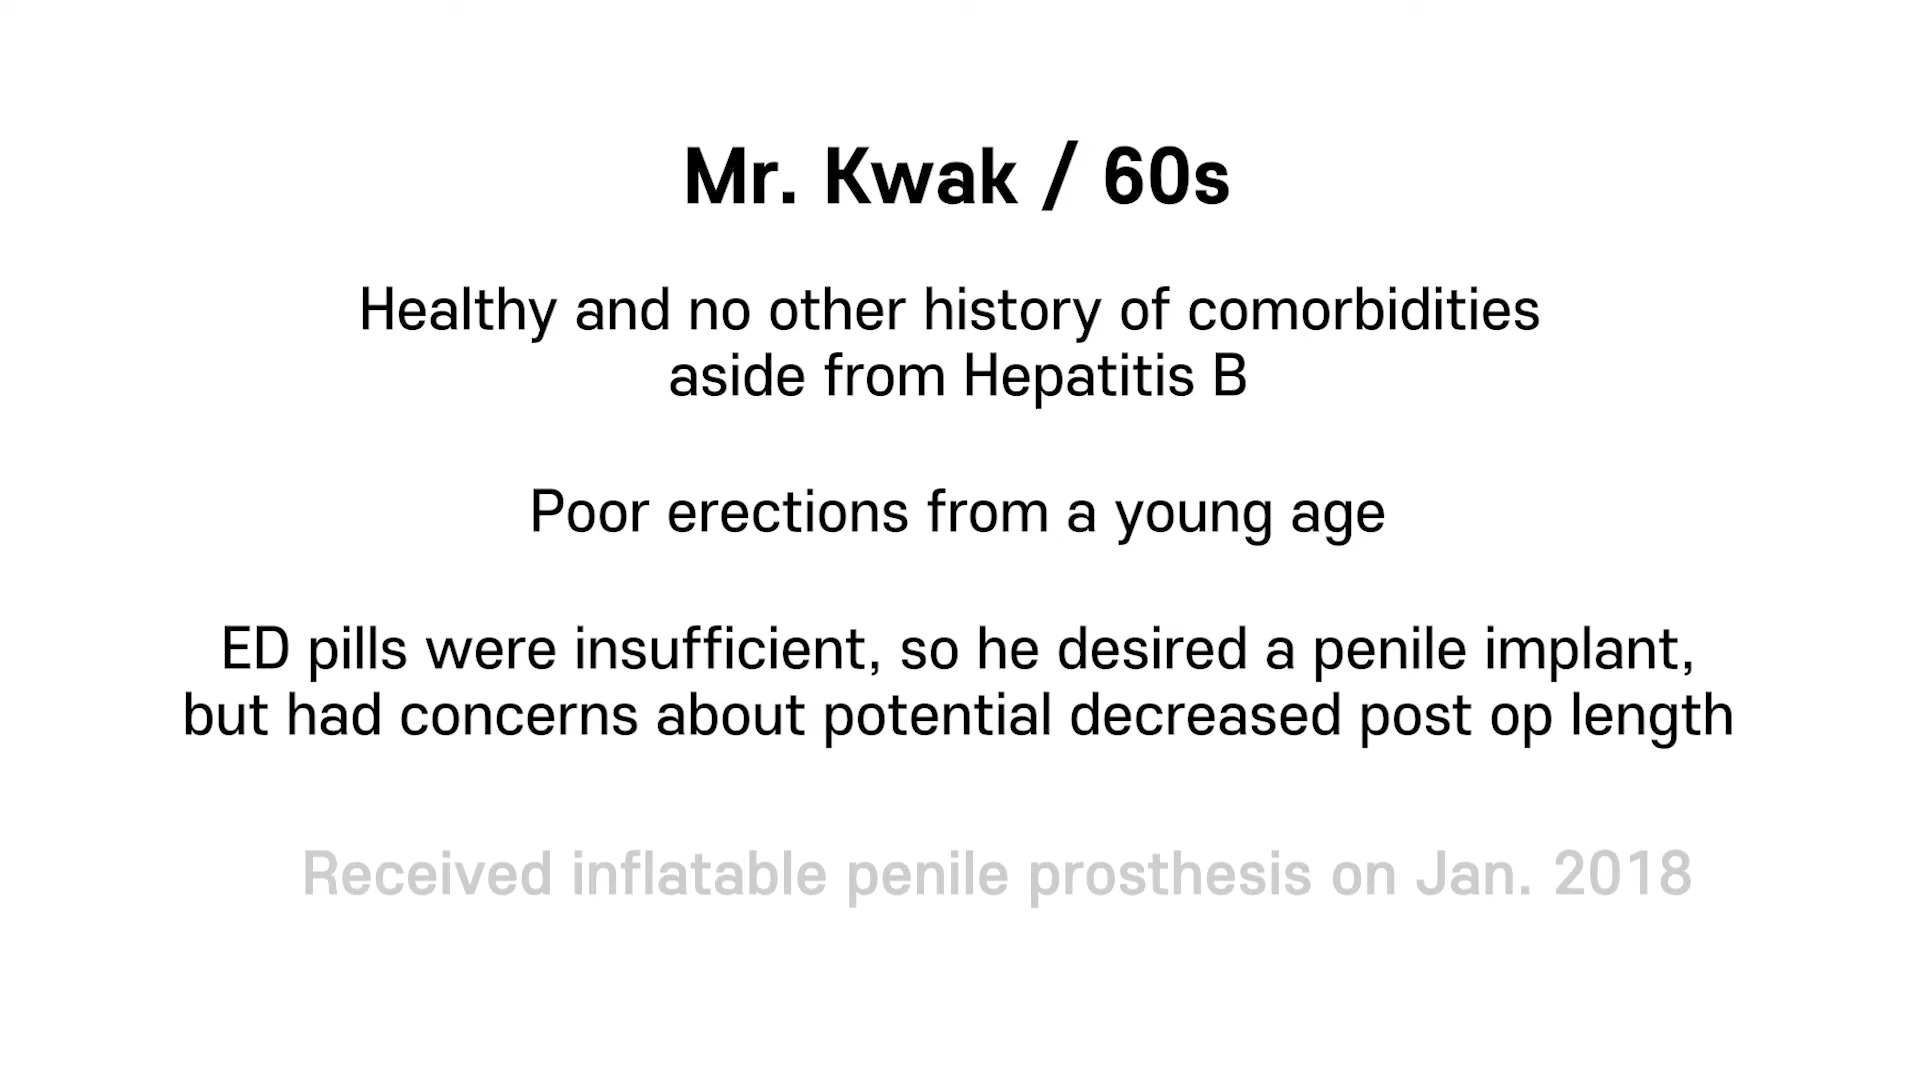 Mr. Kwak / 60s
Healthy and no other history of comorbidities
aside from Hepatitis B
Poor erections from a young age
ED pills were insufficient, so he desired a penile implant,
but had concerns about potential decreased post op length
Received inflatable penile prosthesis on Jan. 2018